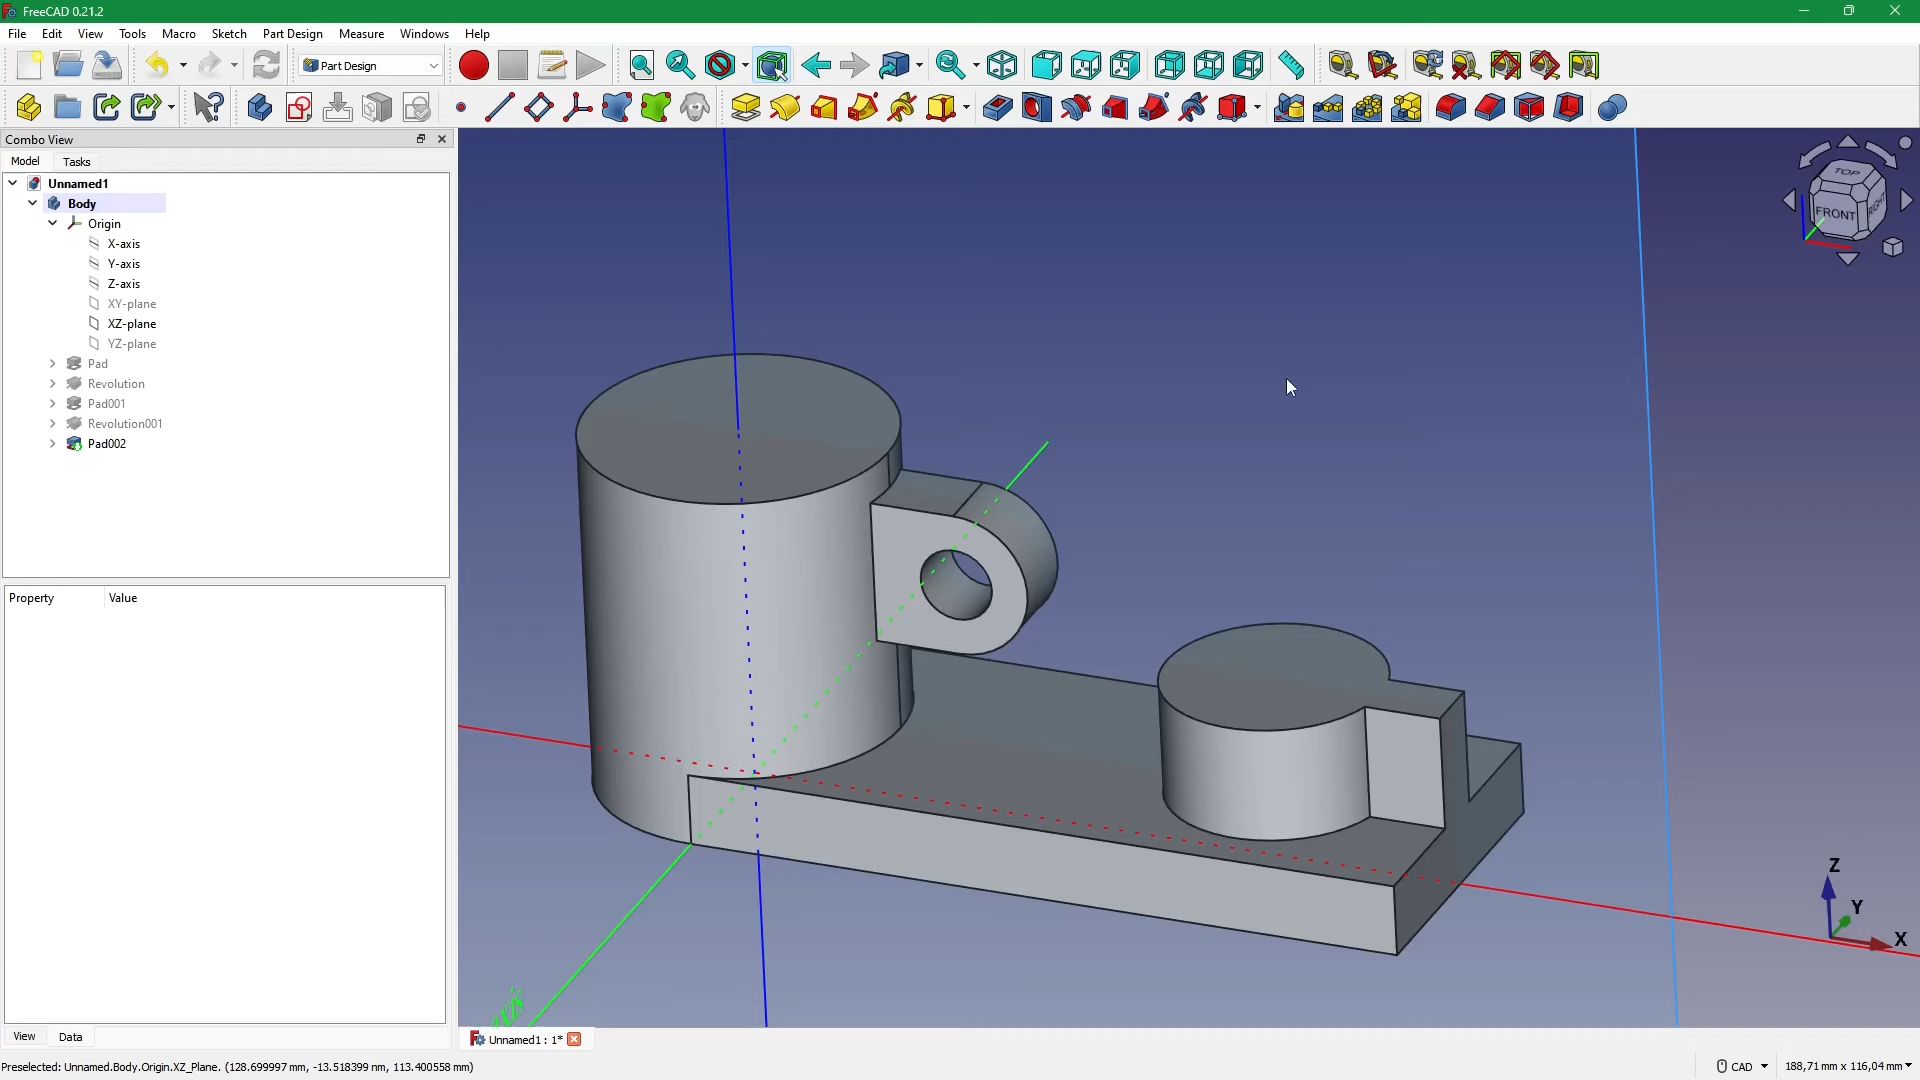 FreeCAD 0.21.2
File Edit View Tools Macro Sketch Part Design Measure Windows Help
Part Design
Combo View
Model Tasks
Unnamed1
Body
Origin
X-axis
Y-axis
Z-axis
XY-plane
XZ-plane
YZ-plane
Pad
Revolution
Pad001
Revolution001
Pad002
Property Value
View Data
TOP
FRONT
RIGHT
Z
Y
X
Unnamed1 : 1*
Preselected: Unnamed.Body.Origin.XZ_Plane. (128.699997 mm, -13.518399 nm, 113.400558 mm)
CAD
188,71 mm x 116,04 mm